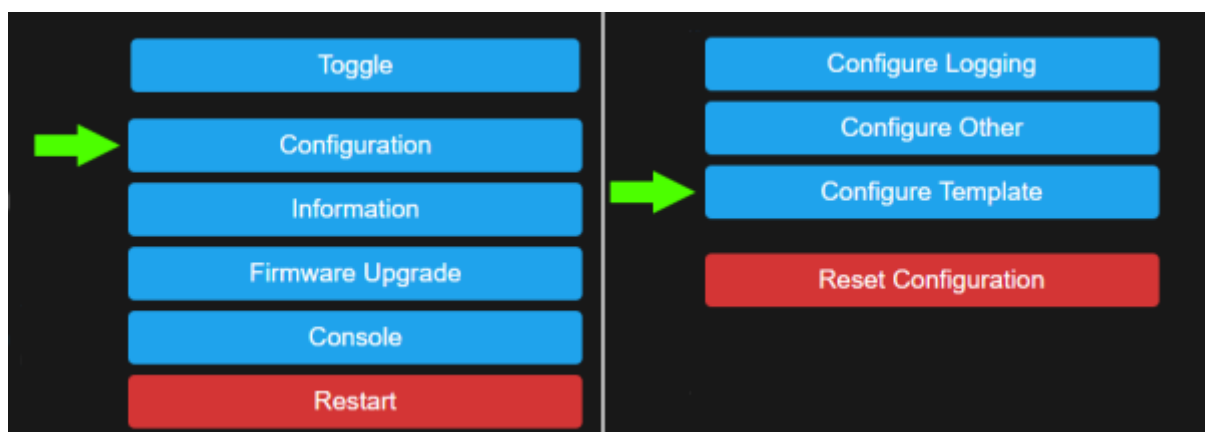 Toggle
Configuration
Information
Firmware Upgrade
Console
Restart
Configure Logging
Configure Other
Configure Template
Reset Configuration